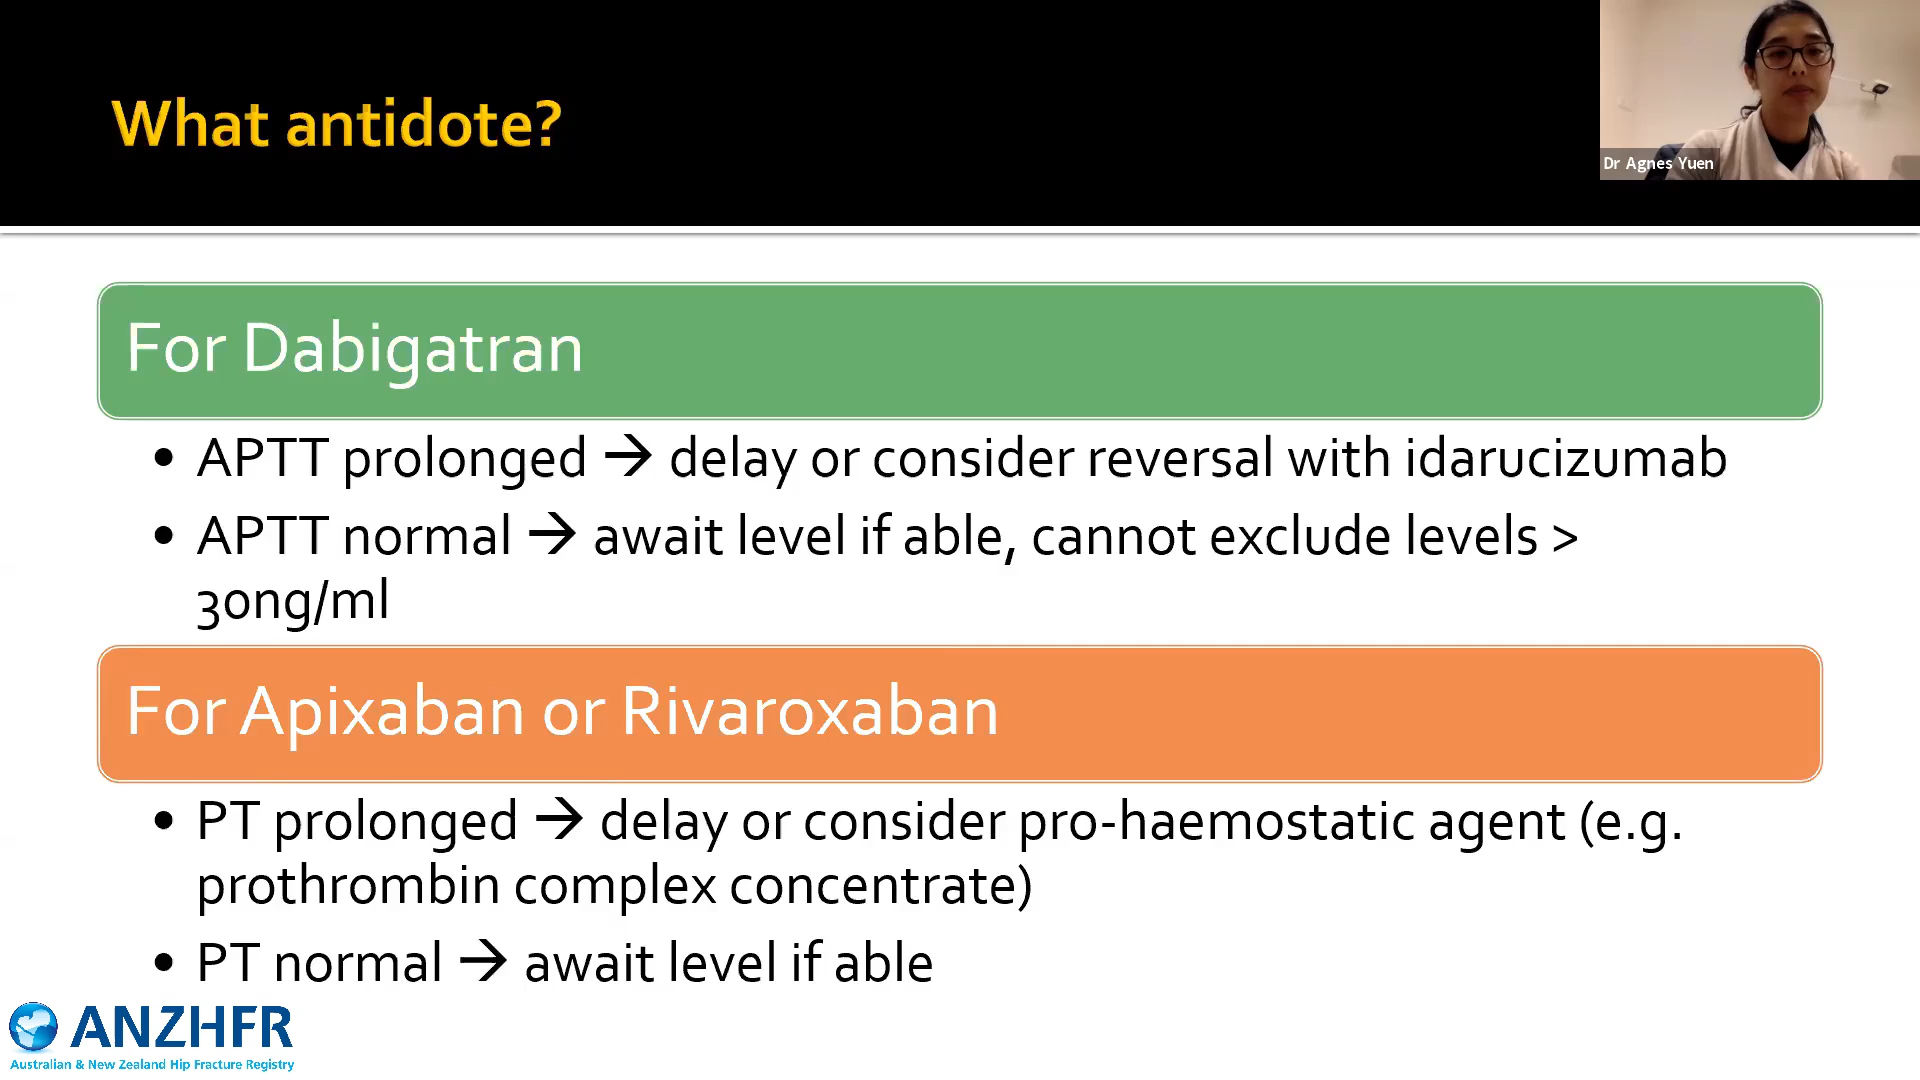 What antidote?
Dr Agnes Yuen
For Dabigatran
• APTT prolonged → delay or consider reversal with idarucizumab
• APTT normal → await level if able, cannot exclude levels >
30ng/ml
For Apixaban or Rivaroxaban
• PT prolonged → delay or consider pro-haemostatic agent (e.g.
prothrombin complex concentrate)
• PT normal → await level if able
ANZHFR
Australian & New Zealand Hip Fracture Registry